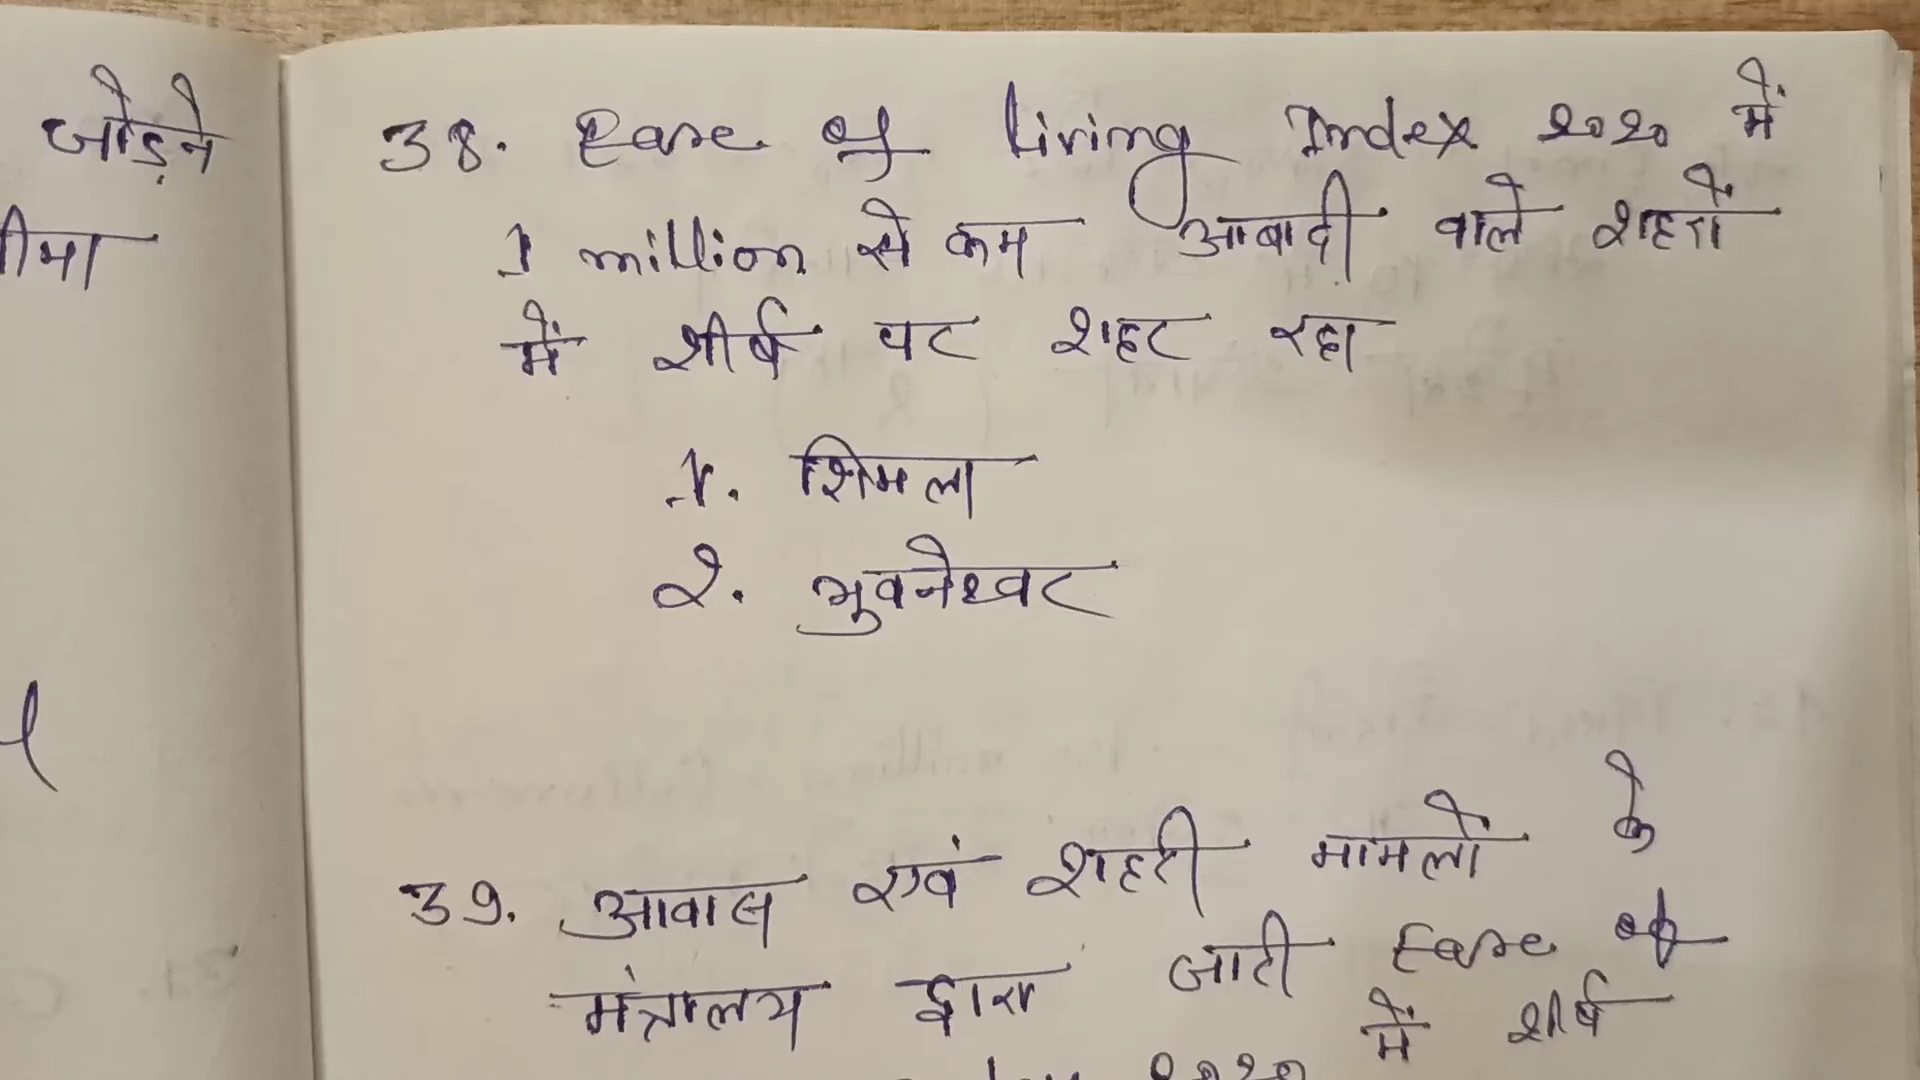 जोड़ने
38. Ease of Living Index 2020 में
1 million से कम आबादी वाले शहरों
में शीर्ष पर शहर रहा
1. शिमला
2. भुवनेश्वर
39. आवास एवं शहरी मामलों के
मंत्रालय द्वारा जारी Ease of
में शीर्ष
2020